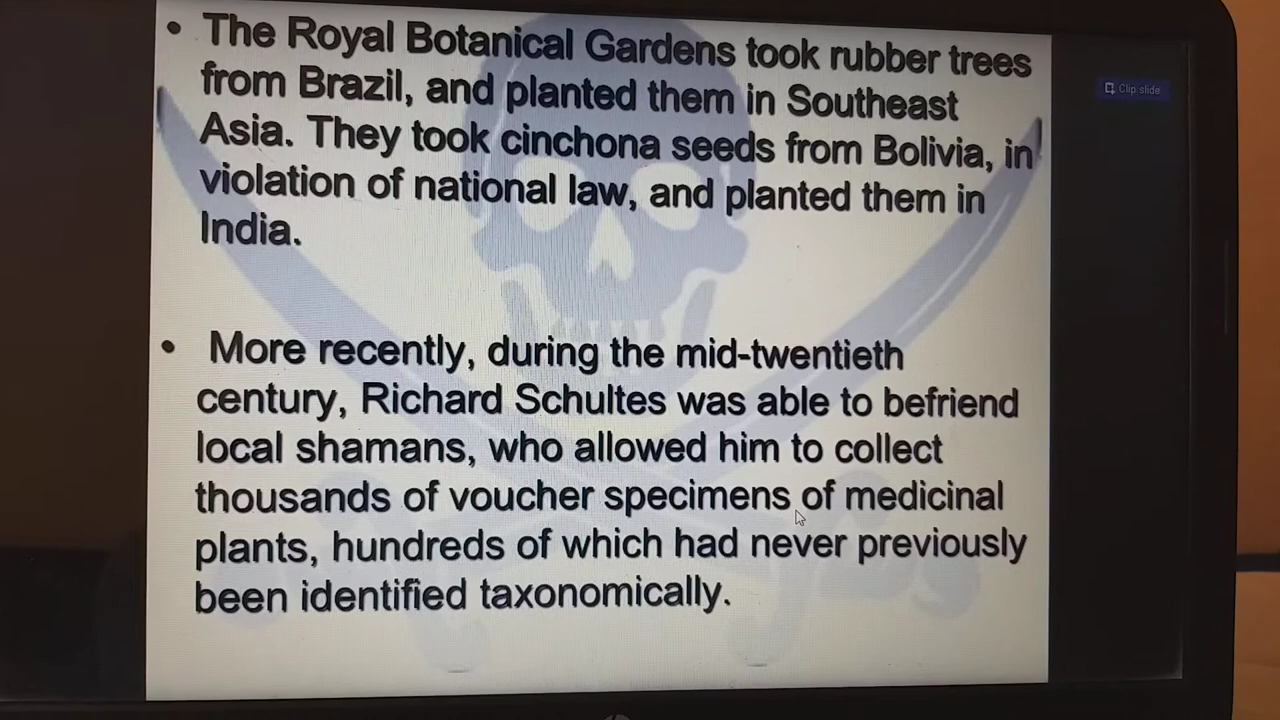 • The Royal Botanical Gardens took rubber trees
from Brazil, and planted them in Southeast
Asia. They took cinchona seeds from Bolivia, in
violation of national law, and planted them in
India.
• More recently, during the mid-twentieth
century, Richard Schultes was able to befriend
local shamans, who allowed him to collect
thousands of voucher specimens of medicinal
plants, hundreds of which had never previously
been identified taxonomically.
Clip slide